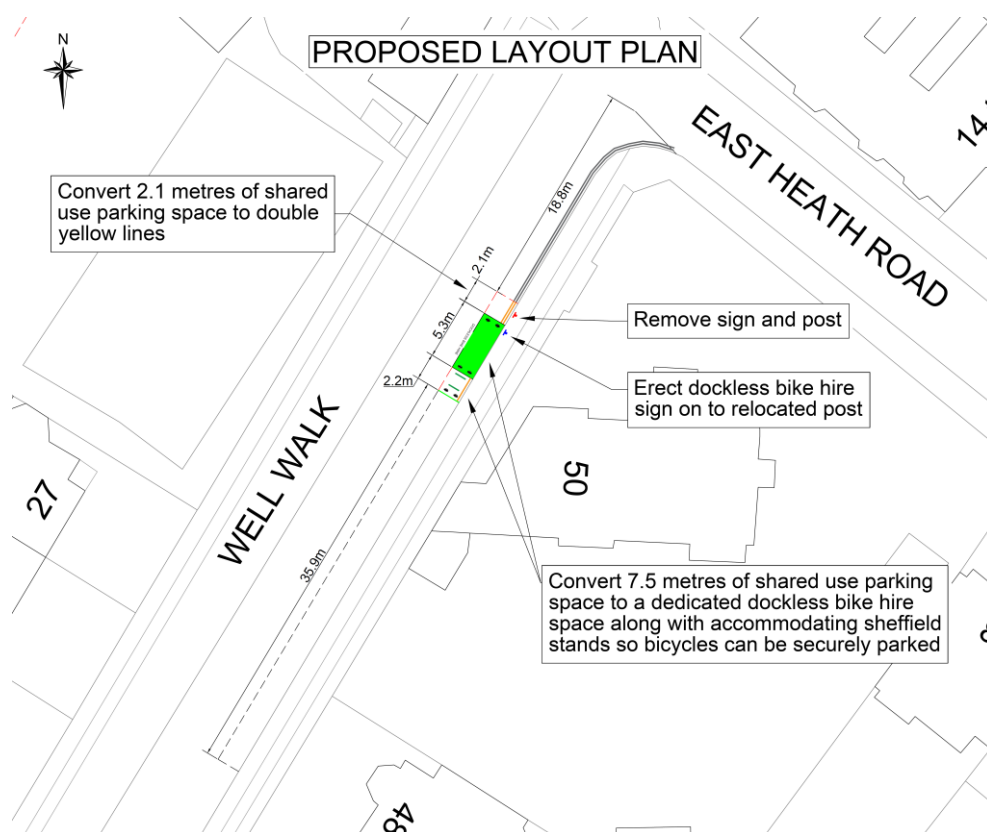 N
PROPOSED LAYOUT PLAN
EAST HEATH ROAD
Convert 2.1 metres of shared
use parking space to double
yellow lines
18.8m
2.1m
5.3m
2.2m
Remove sign and post
Erect dockless bike hire
sign on to relocated post
WELL WALK
27
50
35.9m
Convert 7.5 metres of shared use parking
space to a dedicated dockless bike hire
space along with accommodating sheffield
stands so bicycles can be securely parked
48